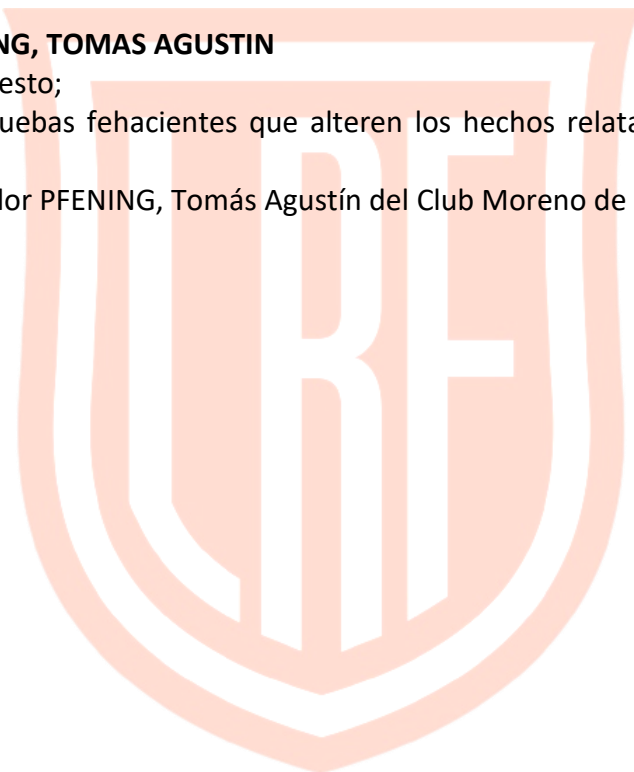 NG, TOMAS AGUSTIN
esto;
uebas fehacientes que alteren los hechos relata
lor PFENING, Tomás Agustín del Club Moreno de
LRF